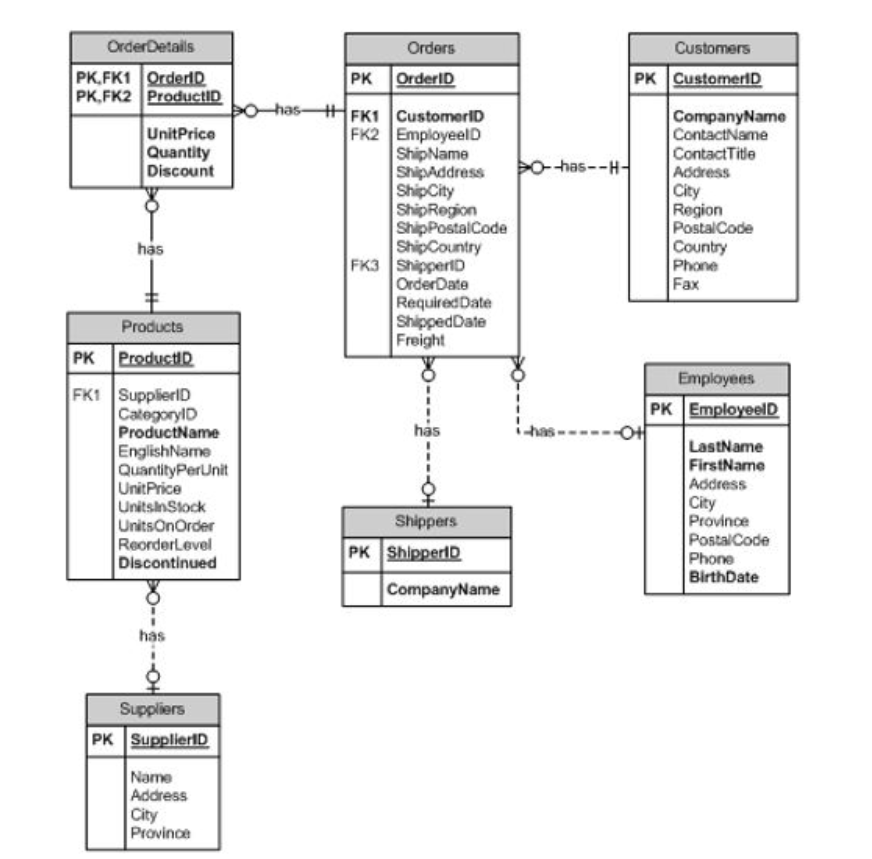 OrderDetails
PK,FK1 OrderID
PK,FK2 ProductID
UnitPrice
Quantity
Discount
has
Orders
PK OrderID
FK1 CustomerID
FK2 EmployeeID
ShipName
ShipAddress
ShipCity
ShipRegion
ShipPostalCode
ShipCountry
FK3 ShipperID
OrderDate
RequiredDate
ShippedDate
Freight
has
Customers
PK CustomerID
CompanyName
ContactName
ContactTitle
Address
City
Region
PostalCode
Country
Phone
Fax
has
Products
PK ProductID
FK1 SupplierID
CategoryID
ProductName
EnglishName
QuantityPerUnit
UnitPrice
UnitsInStock
UnitsOnOrder
ReorderLevel
Discontinued
has
has
Employees
PK EmployeeID
LastName
FirstName
Address
City
Province
PostalCode
Phone
BirthDate
Shippers
PK ShipperID
CompanyName
has
Suppliers
PK SupplierID
Name
Address
City
Province